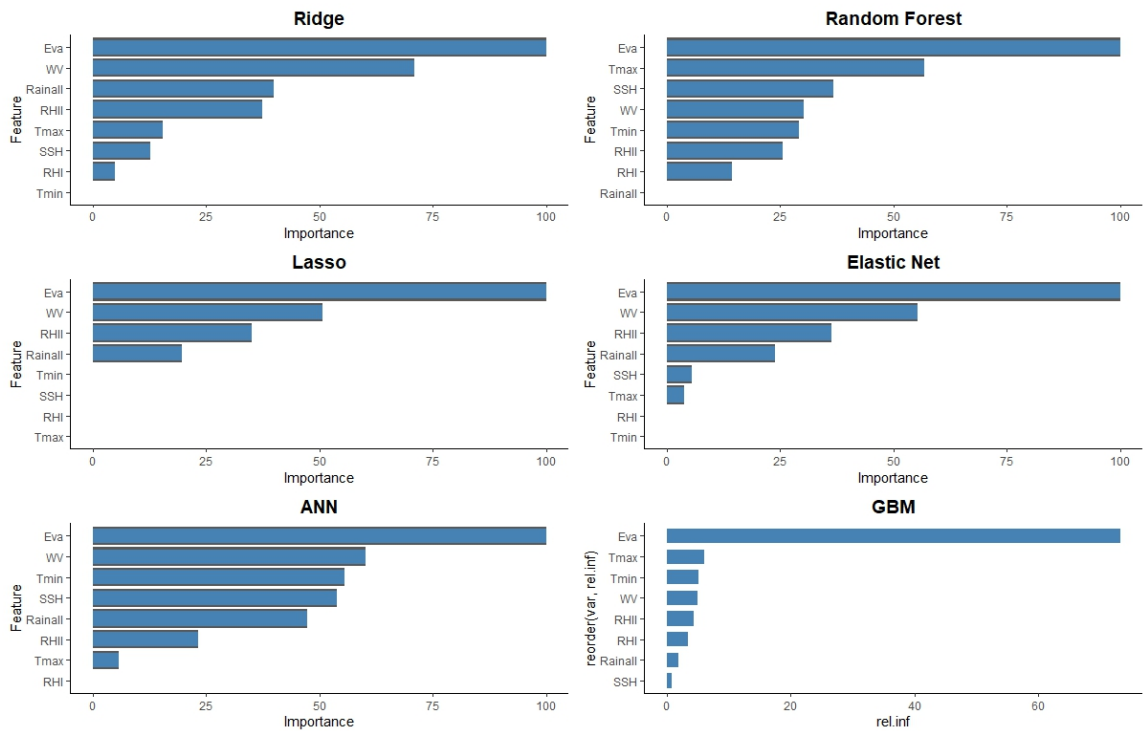 Ridge
Feature
Eva
WV
Rainall
RHII
Tmax
SSH
RHI
Tmin
0 25 50 75 100
Importance
Random Forest
Feature
Eva
Tmax
SSH
WV
Tmin
RHII
RHI
Rainall
0 25 50 75 100
Importance
Lasso
Feature
Eva
WV
RHII
Rainall
Tmin
SSH
RHI
Tmax
0 25 50 75 100
Importance
Elastic Net
Feature
Eva
WV
RHII
Rainall
SSH
Tmax
RHI
Tmin
0 25 50 75 100
Importance
ANN
Feature
Eva
WV
Tmin
SSH
Rainall
RHII
Tmax
RHI
0 25 50 75 100
Importance
GBM
reorder(var, rel.inf)
Eva
Tmax
Tmin
WV
RHII
RHI
Rainall
SSH
0 20 40 60
rel.inf